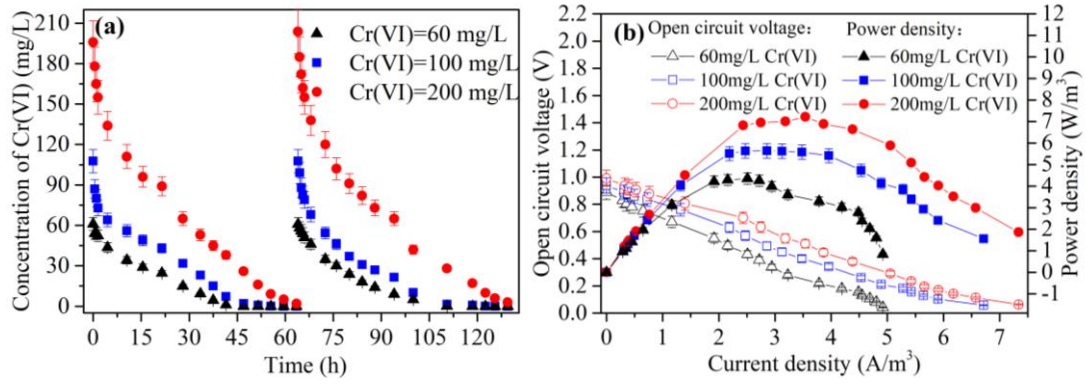 (a)
Cr(VI)=60 mg/L
Cr(VI)=100 mg/L
Cr(VI)=200 mg/L
Concentration of Cr(VI) (mg/L)
210
180
150
120
90
60
30
0
0 15 30 45 60 75 90 105 120
Time (h)
(b)
Open circuit voltage:
60mg/L Cr(VI)
100mg/L Cr(VI)
200mg/L Cr(VI)
Power density:
60mg/L Cr(VI)
100mg/L Cr(VI)
200mg/L Cr(VI)
Open circuit voltage (V)
2.2
2.0
1.8
1.6
1.4
1.2
1.0
0.8
0.6
0.4
0.2
0.0
0 1 2 3 4 5 6 7
Current density (A/m³)
12
11
10
9
8
7
6
5
4
3
2
1
0
-1
Power density (W/m³)